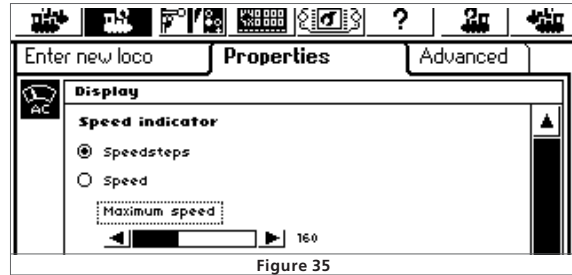 ?
Enter new loco
Properties
Advanced
AC
Display
Speed indicator
Speedsteps
Speed
Maximum speed
160
Figure 35